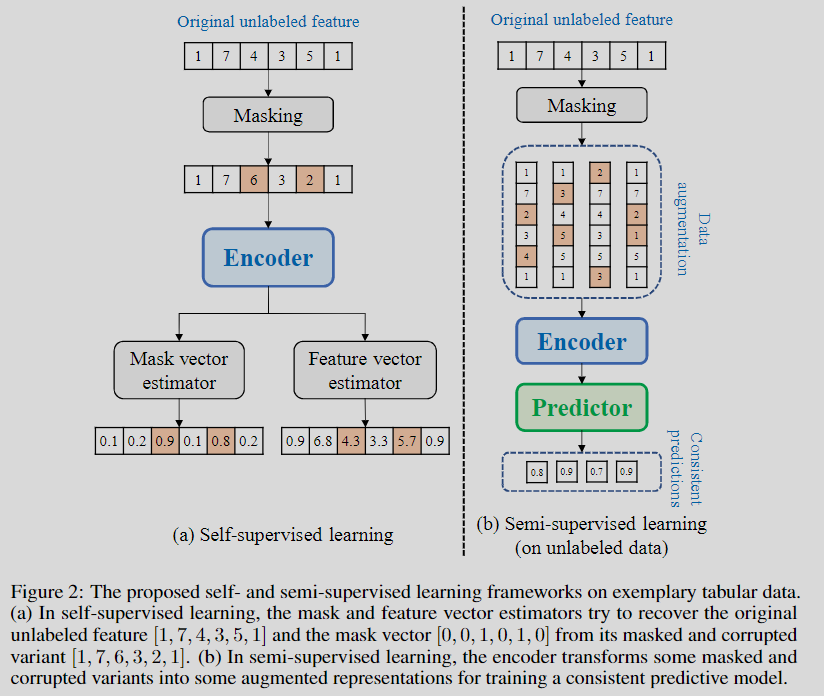 Original unlabeled feature
1 7 4 3 5 1
Masking
1 7 6 3 2 1
Encoder
Mask vector
estimator
Feature vector
estimator
0.1 0.2 0.9 0.1 0.8 0.2
0.9 6.8 4.3 3.3 5.7 0.9
(a) Self-supervised learning
Original unlabeled feature
1 7 4 3 5 1
Masking
1 1 2 1
7 3 7 7
2 4 4 2
3 5 3 1
4 5 5 5
1 1 3 1
Data
augmentation
Encoder
Predictor
0.8 0.9 0.7 0.9
Consistent
predictions
(b) Semi-supervised learning
(on unlabeled data)
Figure 2: The proposed self- and semi-supervised learning frameworks on exemplary tabular data.
(a) In self-supervised learning, the mask and feature vector estimators try to recover the original
unlabeled feature [1, 7, 4, 3, 5, 1] and the mask vector [0, 0, 1, 0, 1, 0] from its masked and corrupted
variant [1, 7, 6, 3, 2, 1]. (b) In semi-supervised learning, the encoder transforms some masked and
corrupted variants into some augmented representations for training a consistent predictive model.